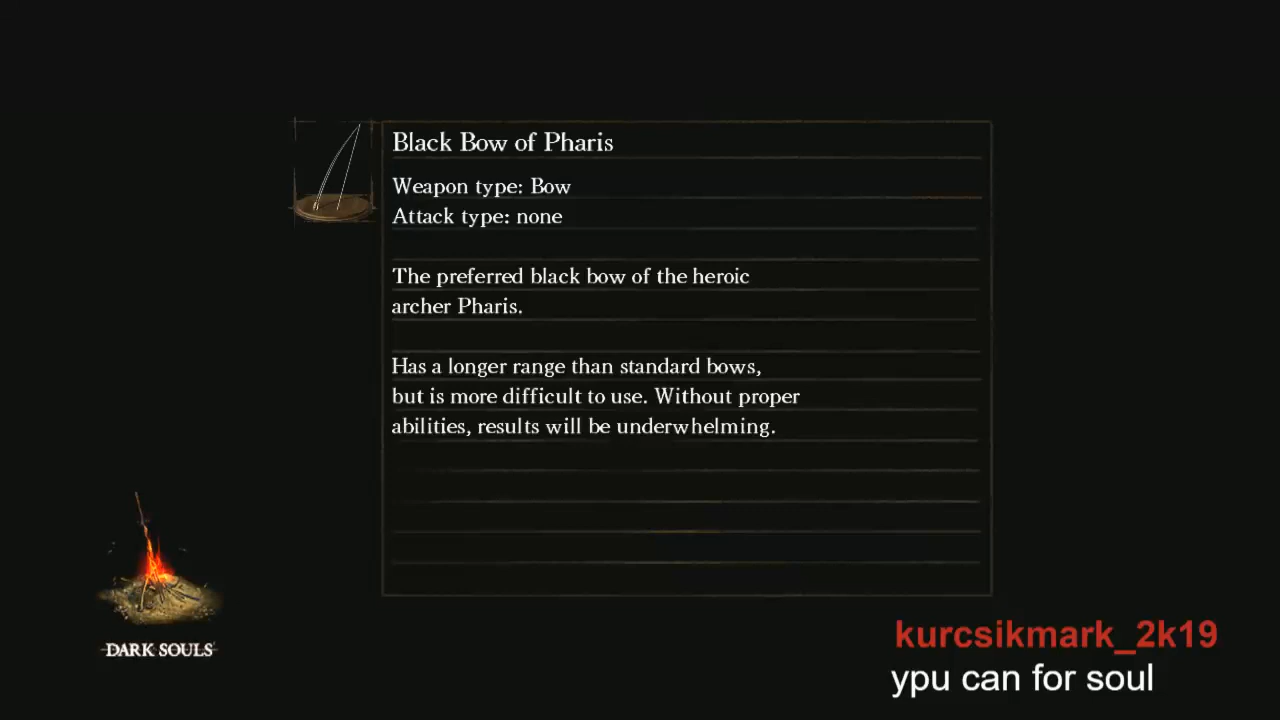 Black Bow of Pharis
Weapon type: Bow
Attack type: none
The preferred black bow of the heroic
archer Pharis.
Has a longer range than standard bows,
but is more difficult to use. Without proper
abilities, results will be underwhelming.
DARK SOULS
kurcsikmark_2k19
ypu can for soul